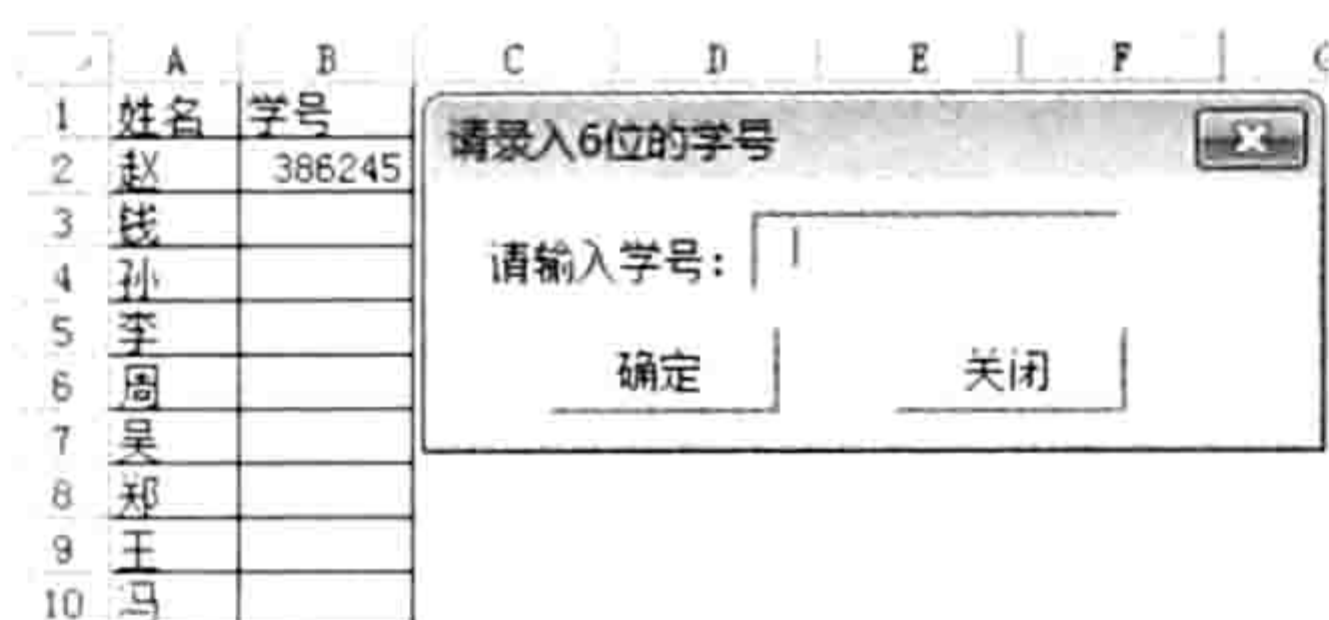 A B C D E F G
1 姓名 学号
2 赵 386245
3 钱
4 孙
5 李
6 周
7 吴
8 郑
9 王
10 冯
请录入6位的学号
请输入学号:
确定 关闭